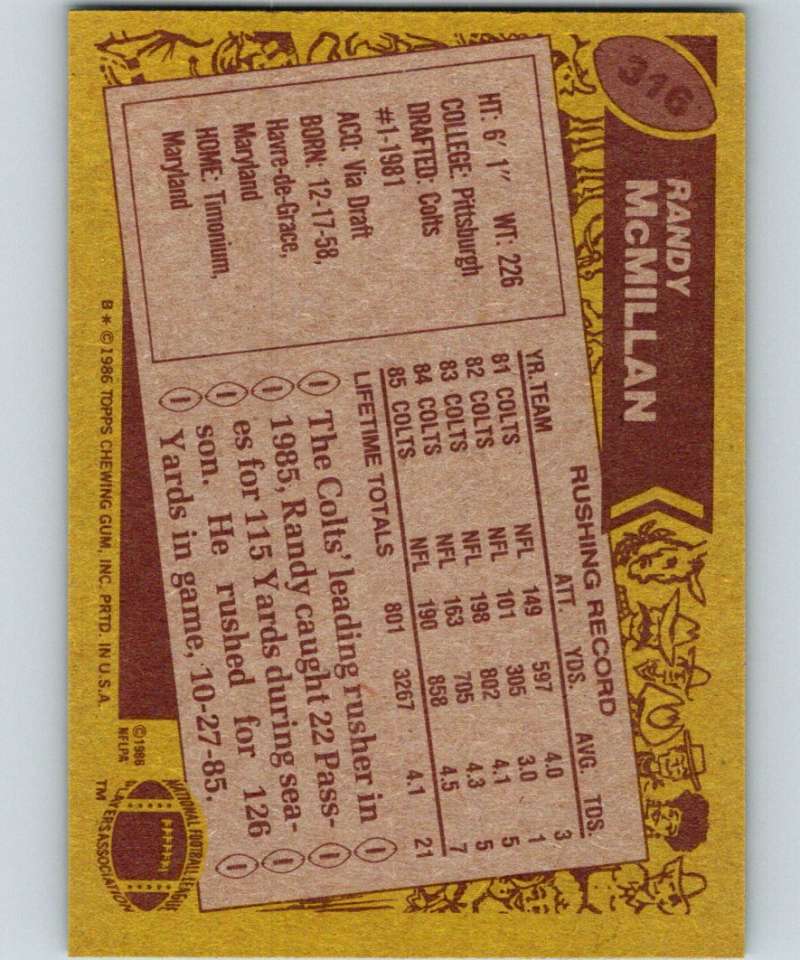 316
RANDY
McMILLAN
HT: 6' 1" WT: 226
COLLEGE: Pittsburgh
DRAFTED: Colts
#1-1981
ACQ: Via Draft
BORN: 12-17-58,
Havre-de-Grace,
Maryland
HOME: Timonium,
Maryland
RUSHING RECORD
YR. TEAM ATT. YDS. AVG. TDS.
81 COLTS NFL 149 597 4.0 3
82 COLTS NFL 101 305 3.0 1
83 COLTS NFL 198 802 4.1 5
84 COLTS NFL 163 705 4.3 5
85 COLTS NFL 190 858 4.5 7
LIFETIME TOTALS 801 3267 4.1 21
The Colts' leading rusher in
1985, Randy caught 22 Pass-
es for 115 Yards during sea-
son. He rushed for 126
Yards in game, 10-27-85.
B * © 1986 TOPPS CHEWING GUM, INC. PRTD. IN U.S.A.
© 1986
NFLPA
NATIONAL FOOTBALL LEAGUE
PLAYERS ASSOCIATION
TM